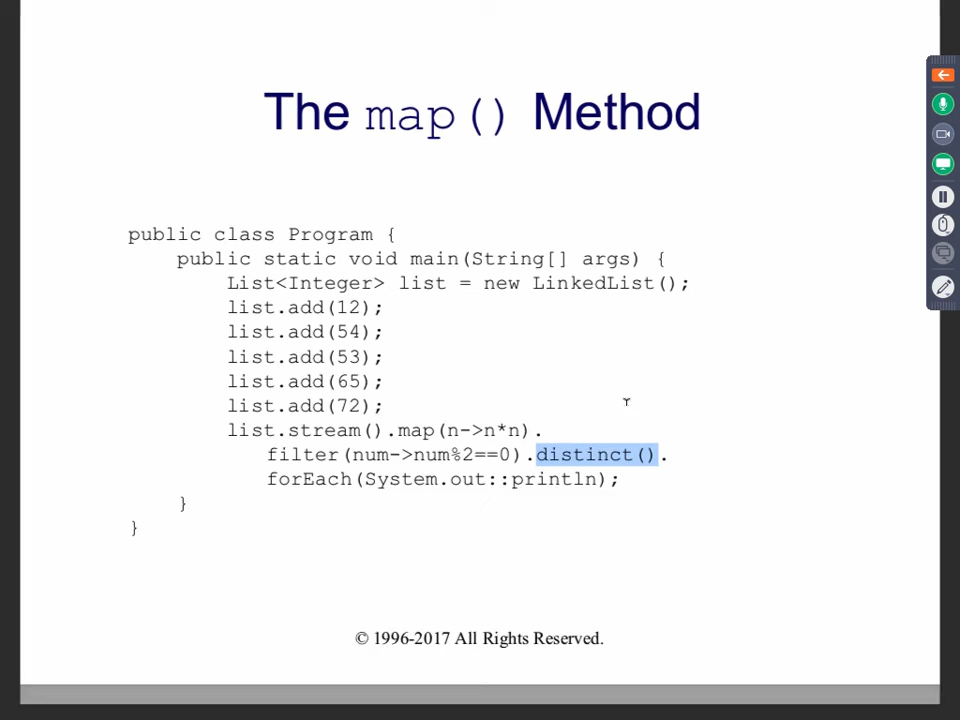 The map() Method
public class Program {
public static void main(String[] args) {
List<Integer> list = new LinkedList();
list.add(12);
list.add(54);
list.add(53);
list.add(65);
list.add(72);
list.stream().map(n->n*n).
filter(num->num%2==0).distinct().
forEach(System.out::println);
}
}
© 1996-2017 All Rights Reserved.